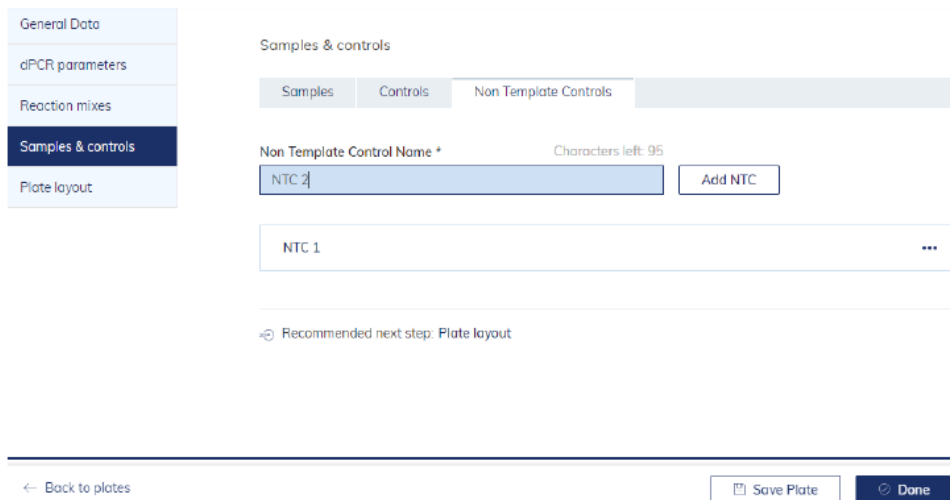 General Data
dPCR parameters
Reaction mixes
Samples & controls
Plate layout
Samples & controls
Samples Controls Non Template Controls
Non Template Control Name * Characters left: 95
NTC 2
Add NTC
NTC 1
Recommended next step: Plate layout
← Back to plates
Save Plate
Done